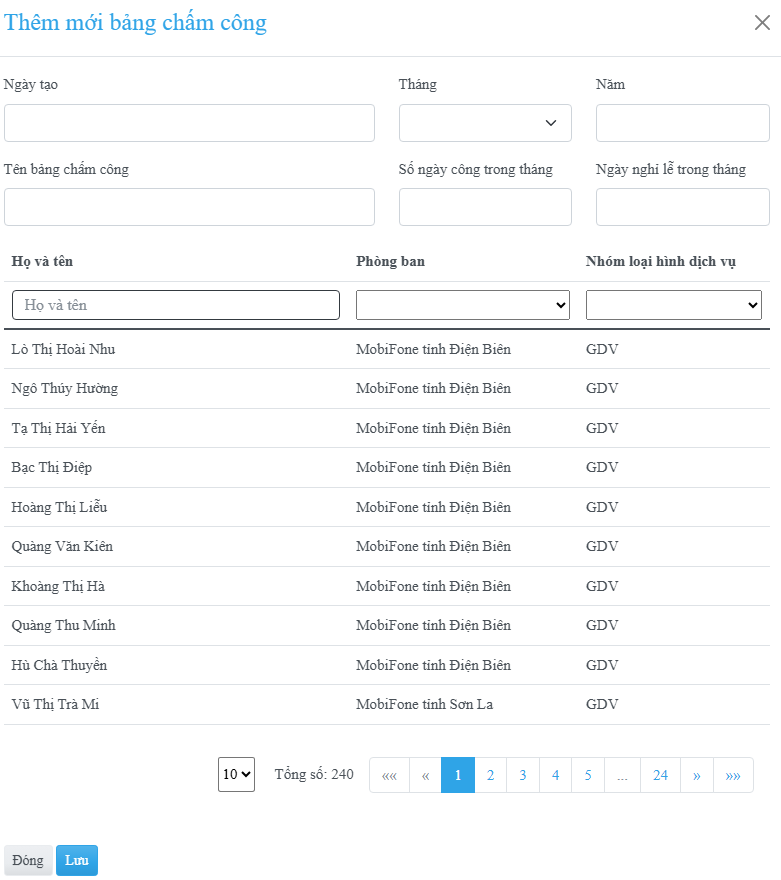 Thêm mới bảng chấm công
Ngày tạo Tháng Năm
Tên bảng chấm công Số ngày công trong tháng Ngày nghỉ lễ trong tháng
Họ và tên Phòng ban Nhóm loại hình dịch vụ
Họ và tên
Lò Thị Hoài Nhu MobiFone tỉnh Điện Biên GDV
Ngô Thúy Hường MobiFone tỉnh Điện Biên GDV
Tạ Thị Hải Yến MobiFone tỉnh Điện Biên GDV
Bạc Thị Điệp MobiFone tỉnh Điện Biên GDV
Hoàng Thị Liễu MobiFone tỉnh Điện Biên GDV
Quàng Văn Kiên MobiFone tỉnh Điện Biên GDV
Khoàng Thị Hà MobiFone tỉnh Điện Biên GDV
Quàng Thu Minh MobiFone tỉnh Điện Biên GDV
Hù Chà Thuyền MobiFone tỉnh Điện Biên GDV
Vũ Thị Trà Mi MobiFone tỉnh Sơn La GDV
10 Tổng số: 240 «« « 1 2 3 4 5 ... 24 » »»
Đóng Lưu